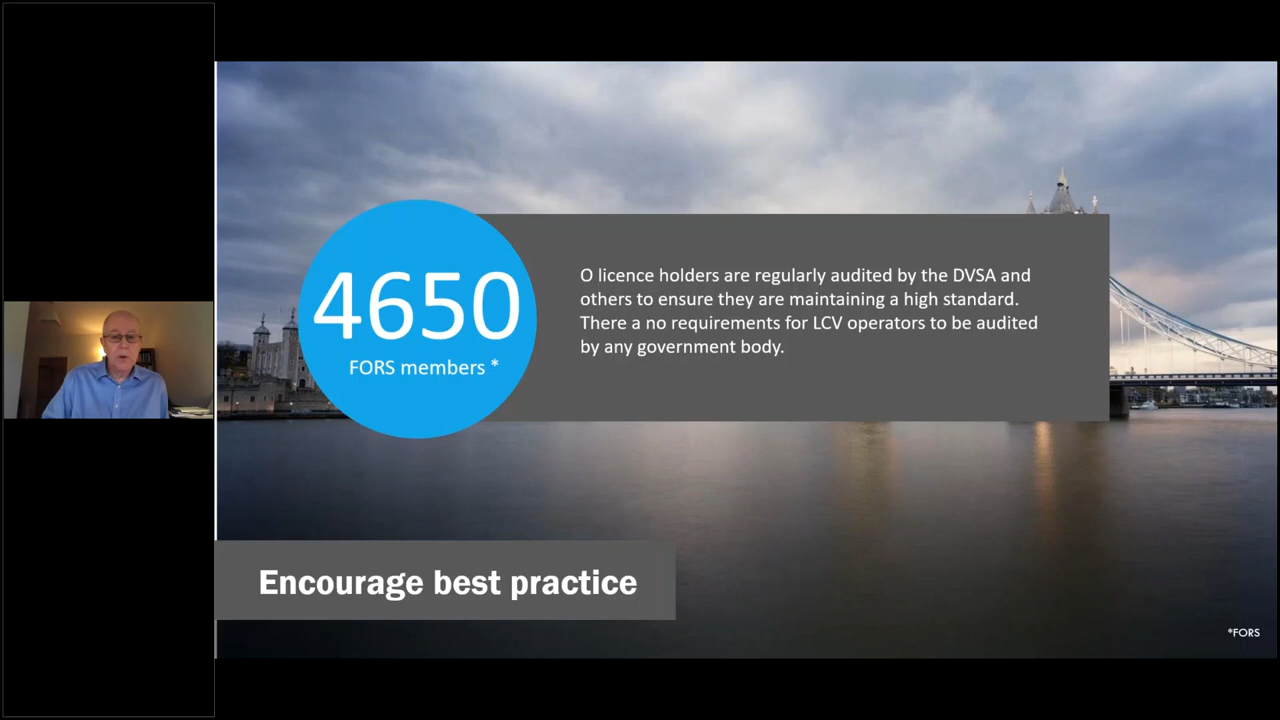 4650
FORS members *
O licence holders are regularly audited by the DVSA and
others to ensure they are maintaining a high standard.
There a no requirements for LCV operators to be audited
by any government body.
Encourage best practice
*FORS